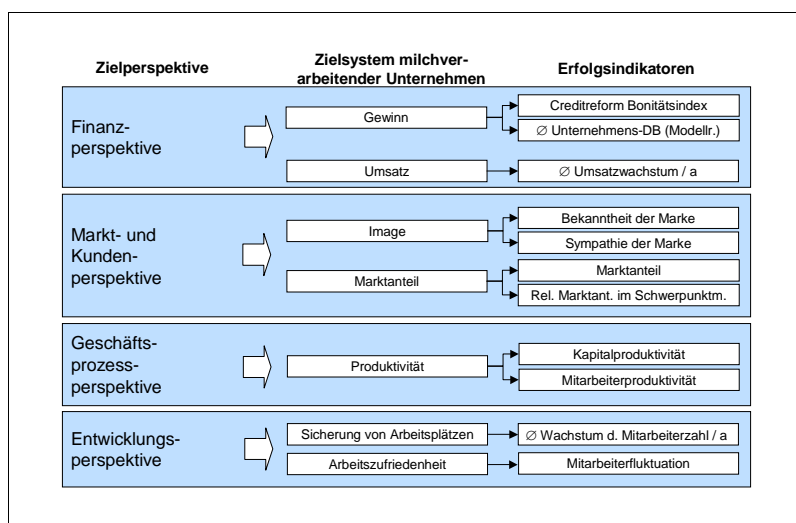 Zielperspektive
Zielsystem milchver-
arbeitender Unternehmen
Erfolgsindikatoren
Finanz-
perspektive
Gewinn
Creditreform Bonitätsindex
∅ Unternehmens-DB (Modellr.)
Umsatz
∅ Umsatzwachstum / a
Markt- und
Kunden-
perspektive
Image
Bekanntheit der Marke
Sympathie der Marke
Marktanteil
Marktanteil
Rel. Marktant. im Schwerpunktm.
Geschäfts-
prozess-
perspektive
Produktivität
Kapitalproduktivität
Mitarbeiterproduktivität
Entwicklungs-
perspektive
Sicherung von Arbeitsplätzen
∅ Wachstum d. Mitarbeiterzahl / a
Arbeitszufriedenheit
Mitarbeiterfluktuation